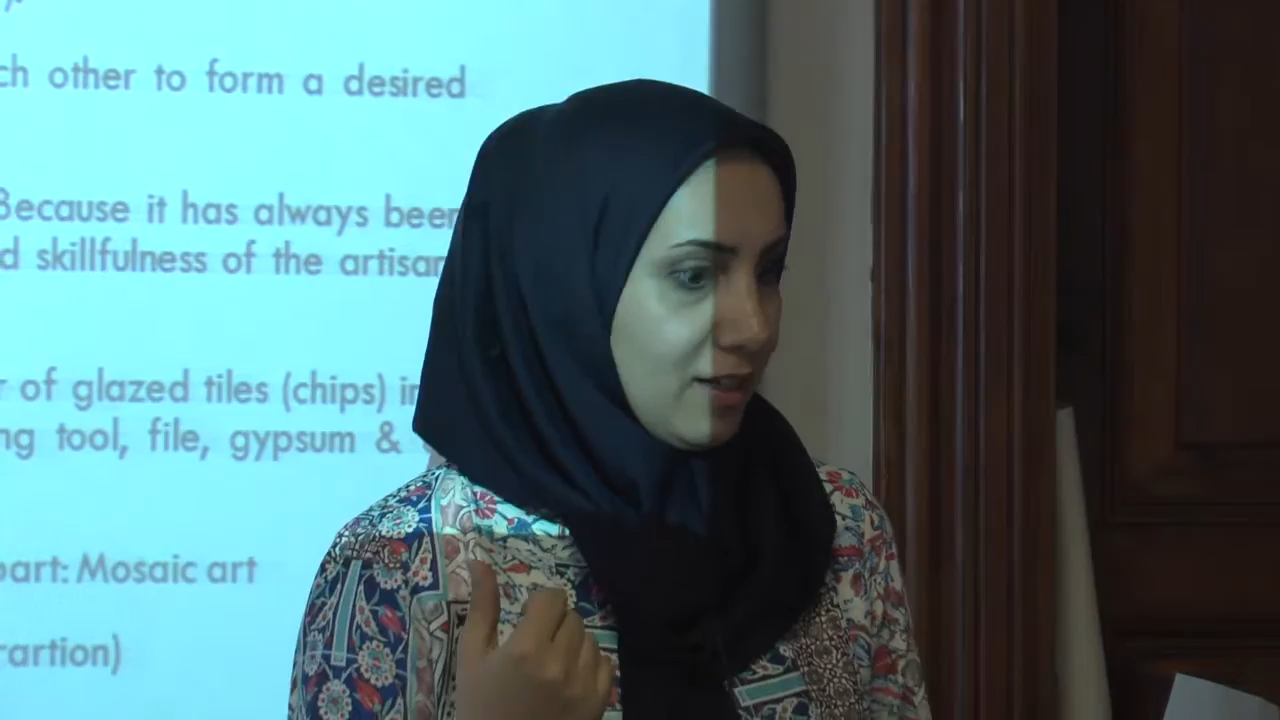 ch other to form a desired
Because it has always been
d skillfulness of the artisan
r of glazed tiles (chips) in
ng tool, file, gypsum &
part: Mosaic art
rartion)